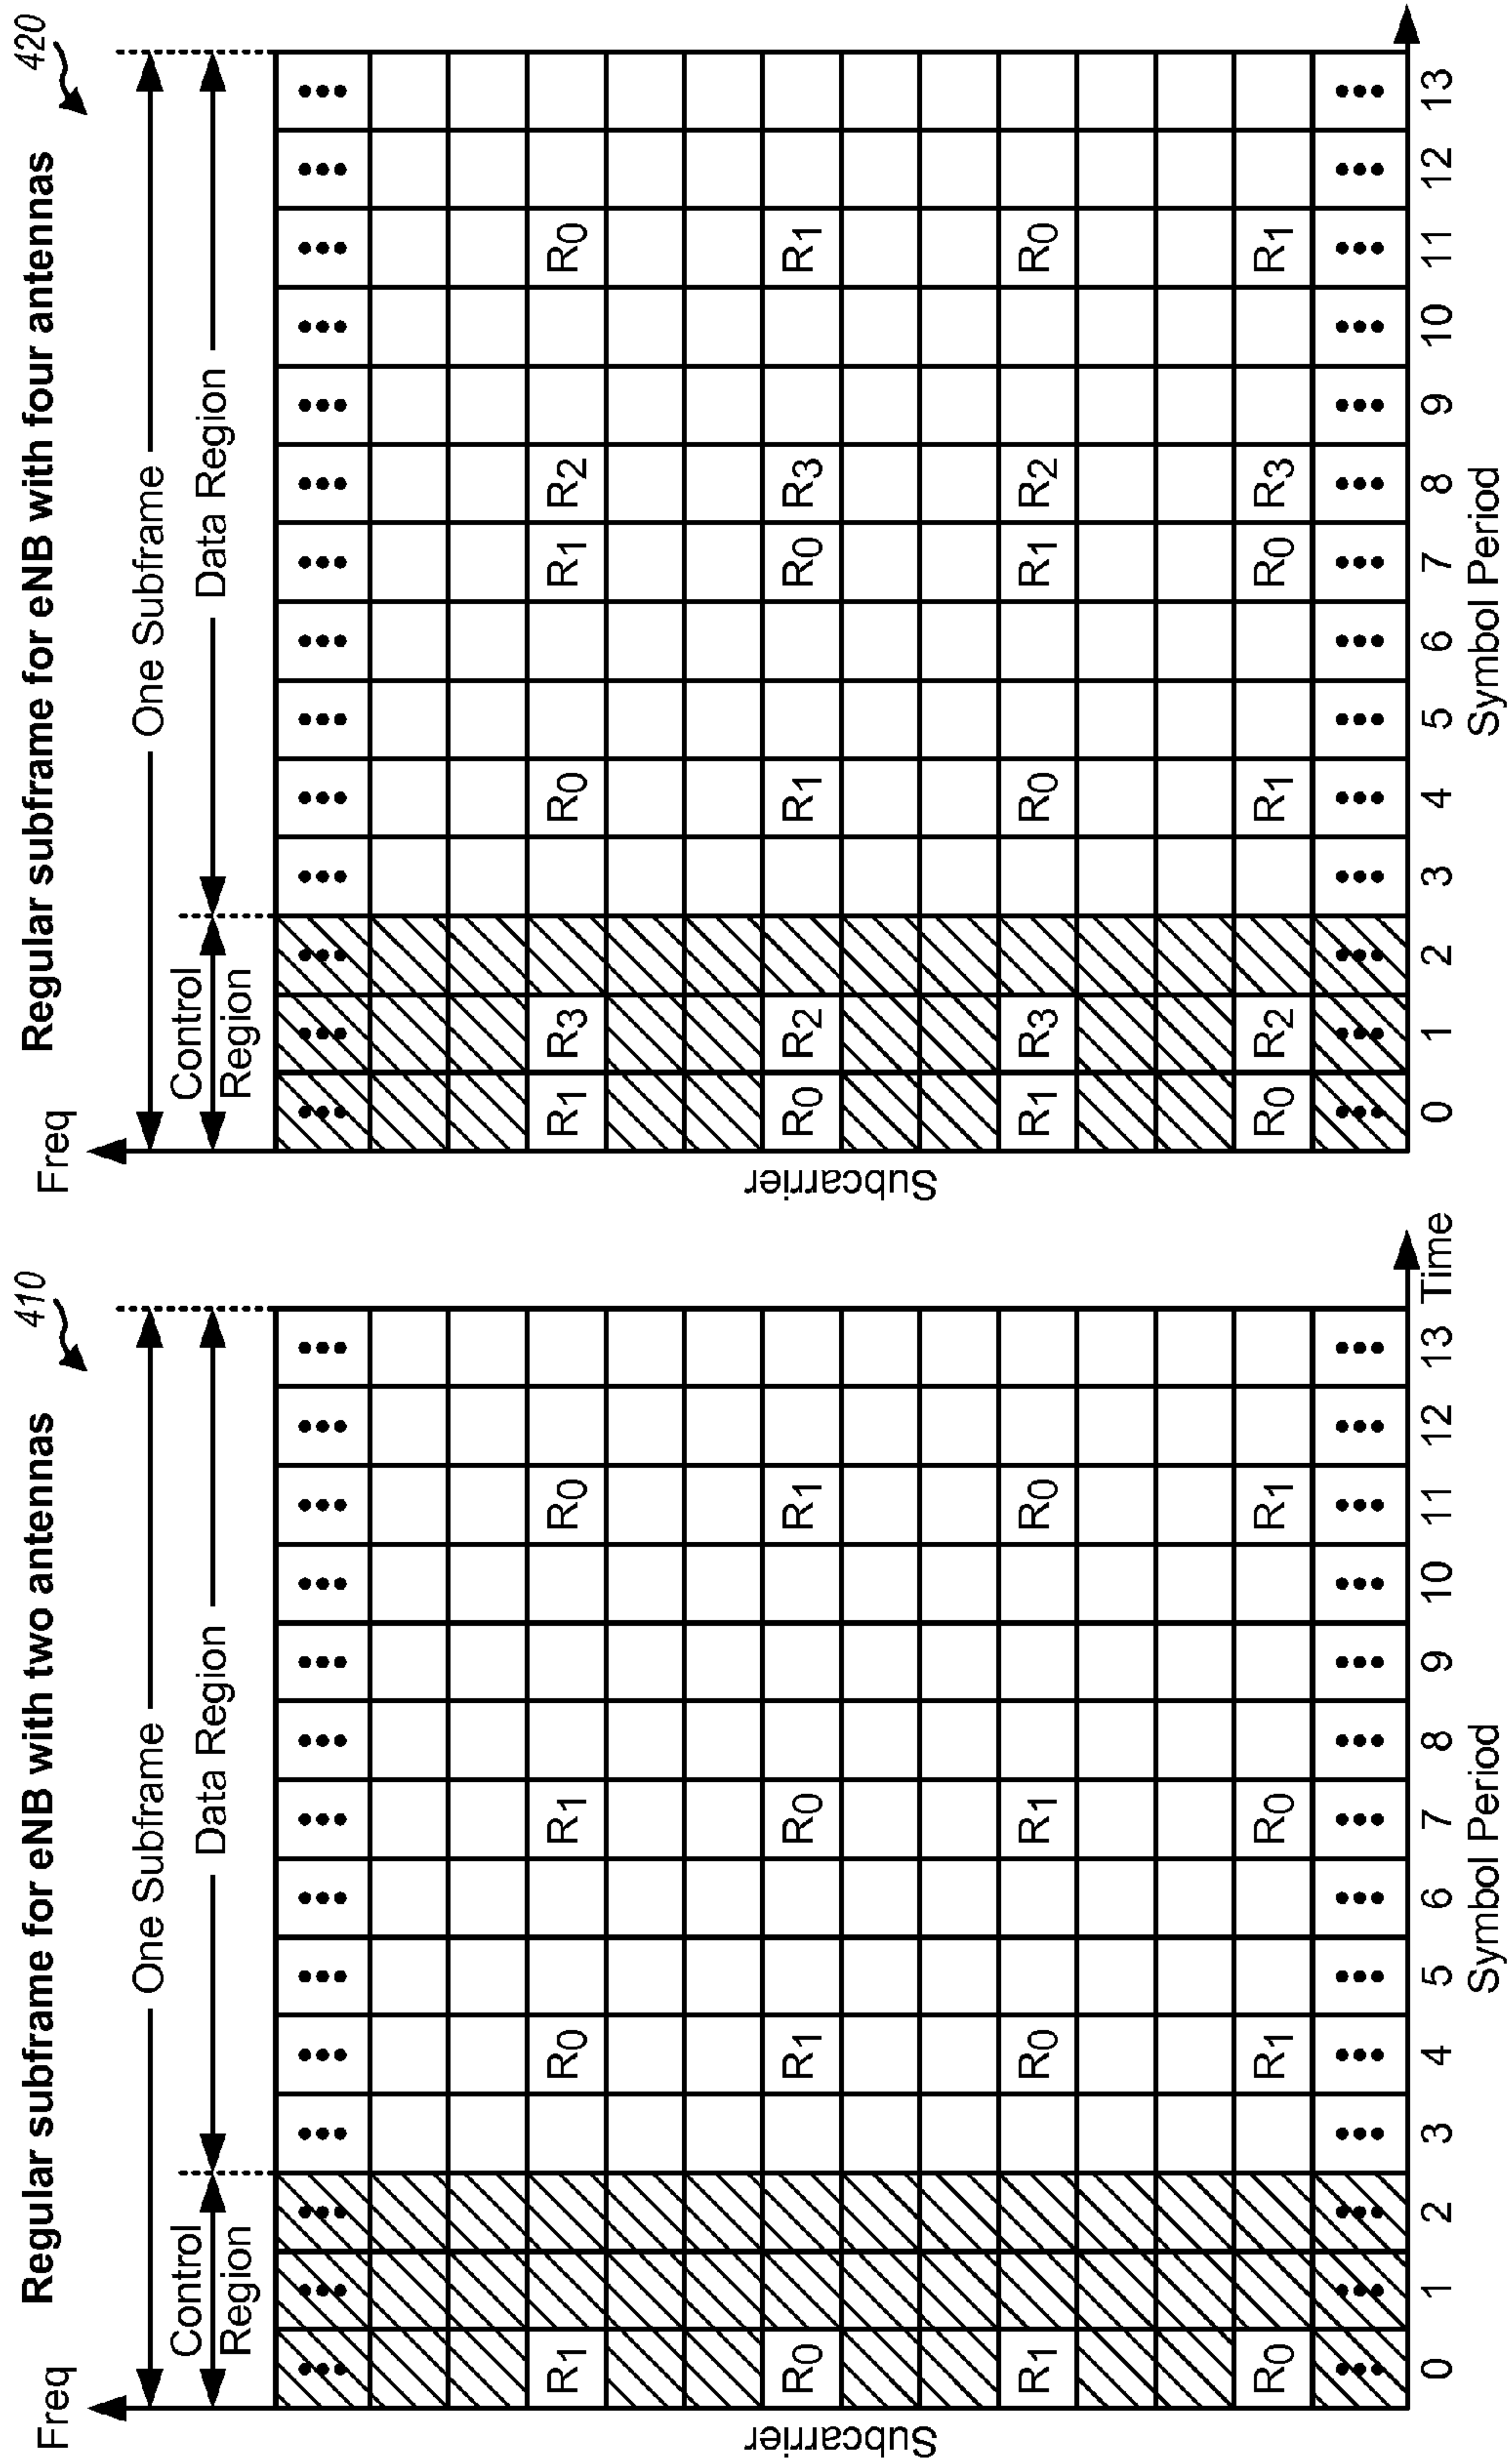 Regular subframe for eNB with two antennas
410
Freq
One Subframe
Control
Region
Data Region
Subcarrier
R1 R0 R1 R0
R0 R1 R0 R1
R1 R0 R1 R0
R0 R1 R0 R1
0 1 2 3 4 5 6 7 8 9 10 11 12 13
Time
Symbol Period
Regular subframe for eNB with four antennas
420
Freq
One Subframe
Control
Region
Data Region
Subcarrier
R1 R3 R0 R1 R2 R0
R0 R2 R1 R0 R3 R1
R1 R3 R0 R1 R2 R0
R0 R2 R1 R0 R3 R1
0 1 2 3 4 5 6 7 8 9 10 11 12 13
Symbol Period